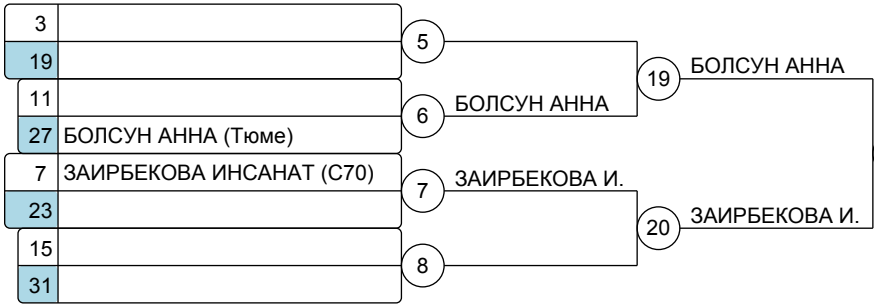 3
5
19
19 БОЛСУН АННА
11
6 БОЛСУН АННА
27 БОЛСУН АННА (Тюме)
7 ЗАИРБЕКОВА ИНСАНАТ (С70)
7 ЗАИРБЕКОВА И.
23
20 ЗАИРБЕКОВА И.
15
8
31